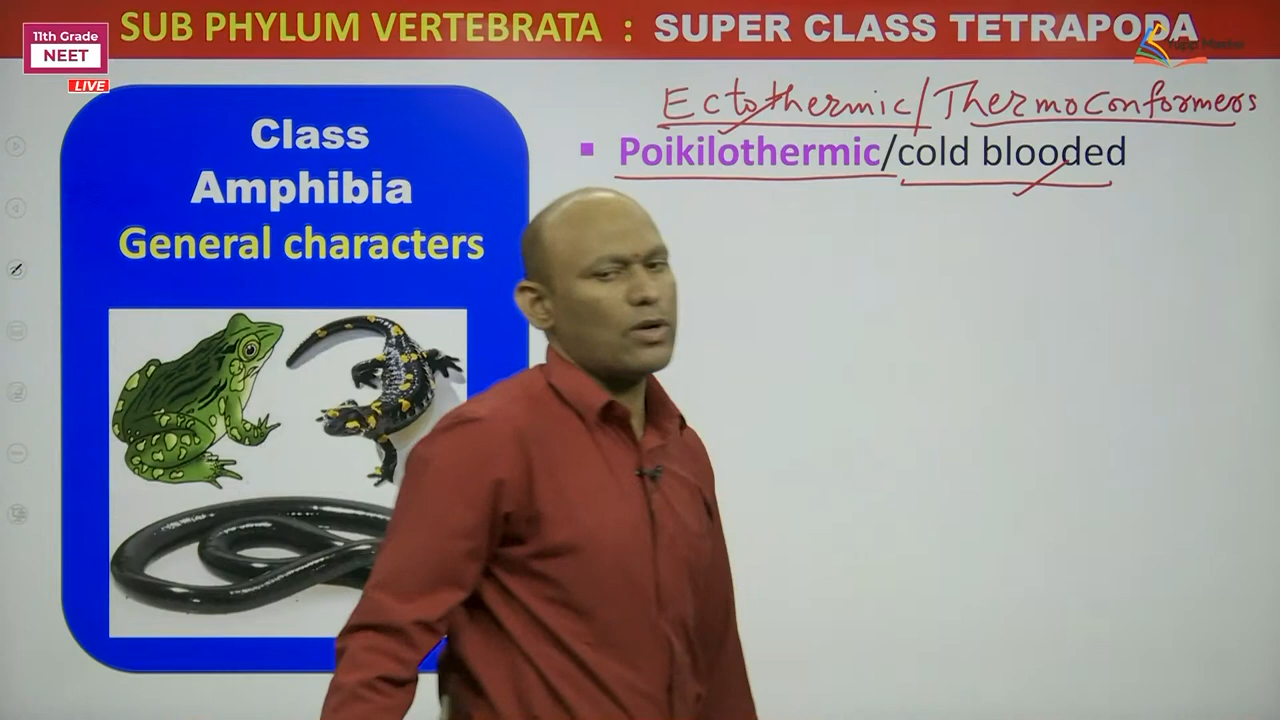 SUB PHYLUM VERTEBRATA : SUPER CLASS TETRAPODA
11th Grade
NEET
LIVE
Ectothermic/Thermoconformers
▪ Poikilothermic/cold blooded
Class
Amphibia
General characters